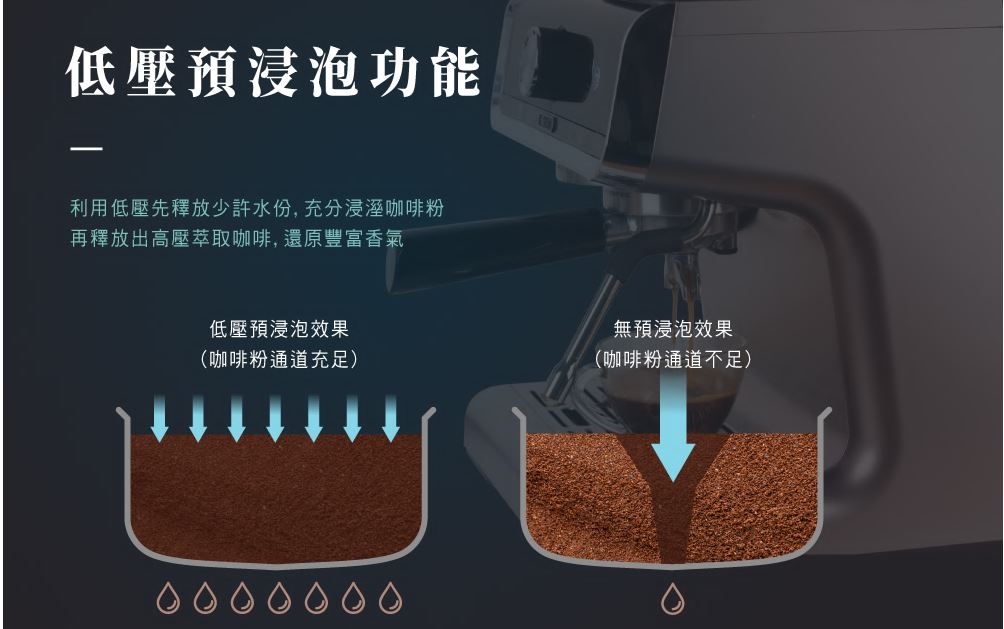 低壓預浸泡功能
利用低壓先釋放少許水份, 充分浸溼咖啡粉
再釋放出高壓萃取咖啡, 還原豐富香氣
低壓預浸泡效果
（咖啡粉通道充足）
無預浸泡效果
（咖啡粉通道不足）